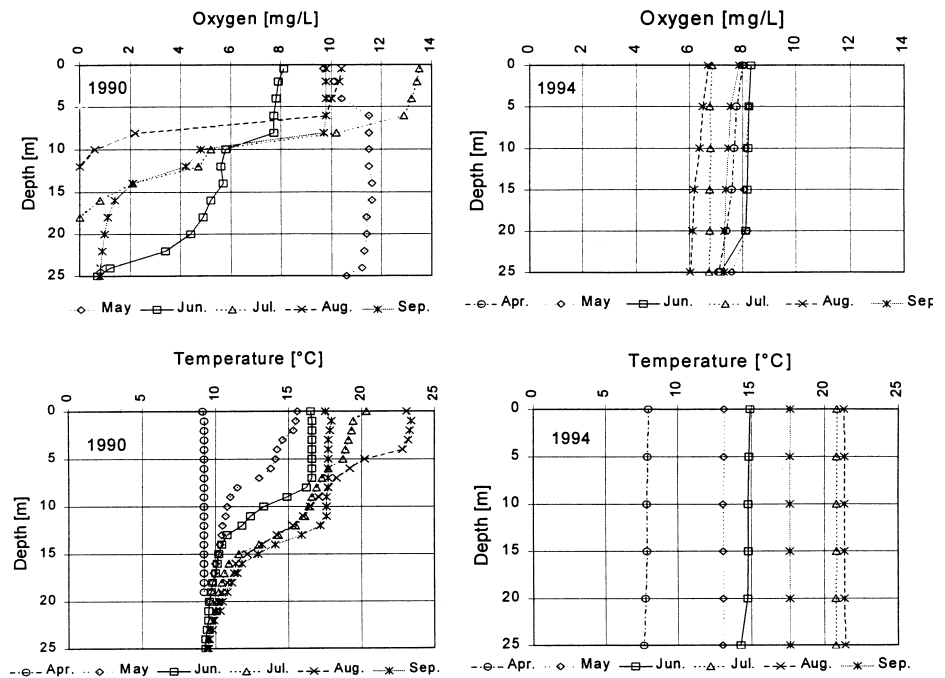 Oxygen [mg/L]
0 2 4 6 8 10 12 14
0
5
10
15
20
25
Depth [m]
1990
May Jun. Jul. Aug. Sep.
Oxygen [mg/L]
0 2 4 6 8 10 12 14
0
5
10
15
20
25
Depth [m]
1994
Apr. May Jun. Jul. Aug. Sep.
Temperature [°C]
0 5 10 15 20 25
0
5
10
15
20
25
Depth [m]
1990
Apr. May Jun. Jul. Aug. Sep.
Temperature [°C]
0 5 10 15 20 25
0
5
10
15
20
25
Depth [m]
1994
Apr. May Jun. Jul. Aug. Sep.